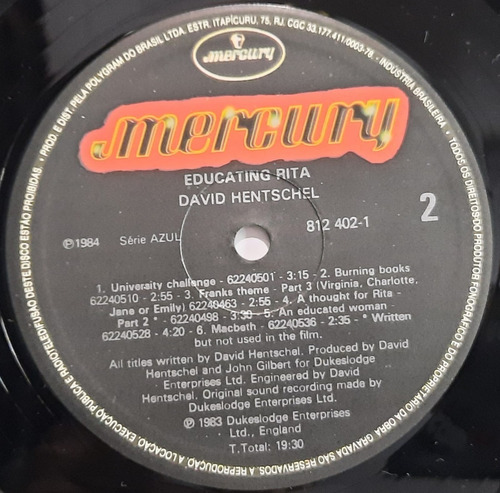 PROD. E DIST. PELA POLYGRAM DO BRASIL LTDA. ESTR. ITAPICURU, 75, RJ, CGC 33.177.411/0003-76 • INDÚSTRIA BRASILEIRA • TODOS OS DIREITOS DO PRODUTOR FONOGRÁFICO E DO PROPRIETÁRIO DA OBRA GRAVADA SÃO RESERVADOS. A REPRODUÇÃO, A LOCAÇÃO, EXECUÇÃO PÚBLICA E RADIOTELEDIFUSÃO DESTE DISCO ESTÃO PROIBIDAS. •
mercury
mercury
EDUCATING RITA
DAVID HENTSCHEL
2
℗1984 Série AZUL 812 402-1
1. University challenge - 62240501 - 3:15 - 2. Burning books
62240510 - 2:55 - 3. Franks theme - Part 3 (Virginia, Charlotte,
Jane or Emily) 62240463 - 2:55 - 4. A thought for Rita -
Part 2 * - 62240498 - 3:30 - 5. An educated woman
62240528 - 4:20 - 6. Macbeth - 62240536 - 2:35 - * Written
but not used in the film.
All titles written by David Hentschel. Produced by David
Hentschel and John Gilbert for Dukeslodge
Enterprises Ltd. Engineered by David
Hentschel. Original sound recording made by
Dukeslodge Enterprises Ltd.
℗ 1983 Dukeslodge Enterprises
Ltd., England
T.Total: 19:30